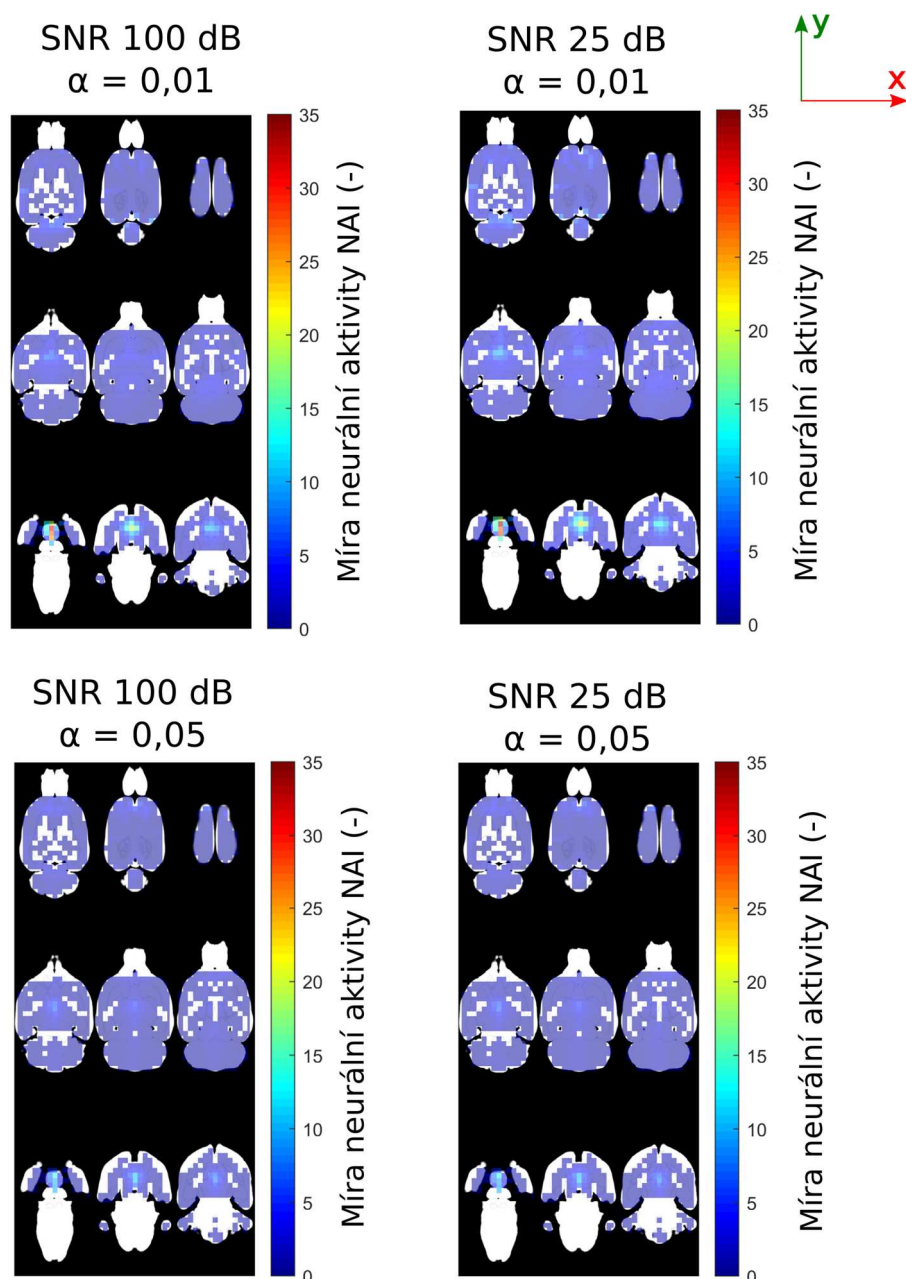 SNR 100 dB
α = 0,01
35
30
25
20
15
10
5
0
Míra neurální aktivity NAI (-)
SNR 25 dB
α = 0,01
35
30
25
20
15
10
5
0
Míra neurální aktivity NAI (-)
y
x
SNR 100 dB
α = 0,05
35
30
25
20
15
10
5
0
Míra neurální aktivity NAI (-)
SNR 25 dB
α = 0,05
35
30
25
20
15
10
5
0
Míra neurální aktivity NAI (-)